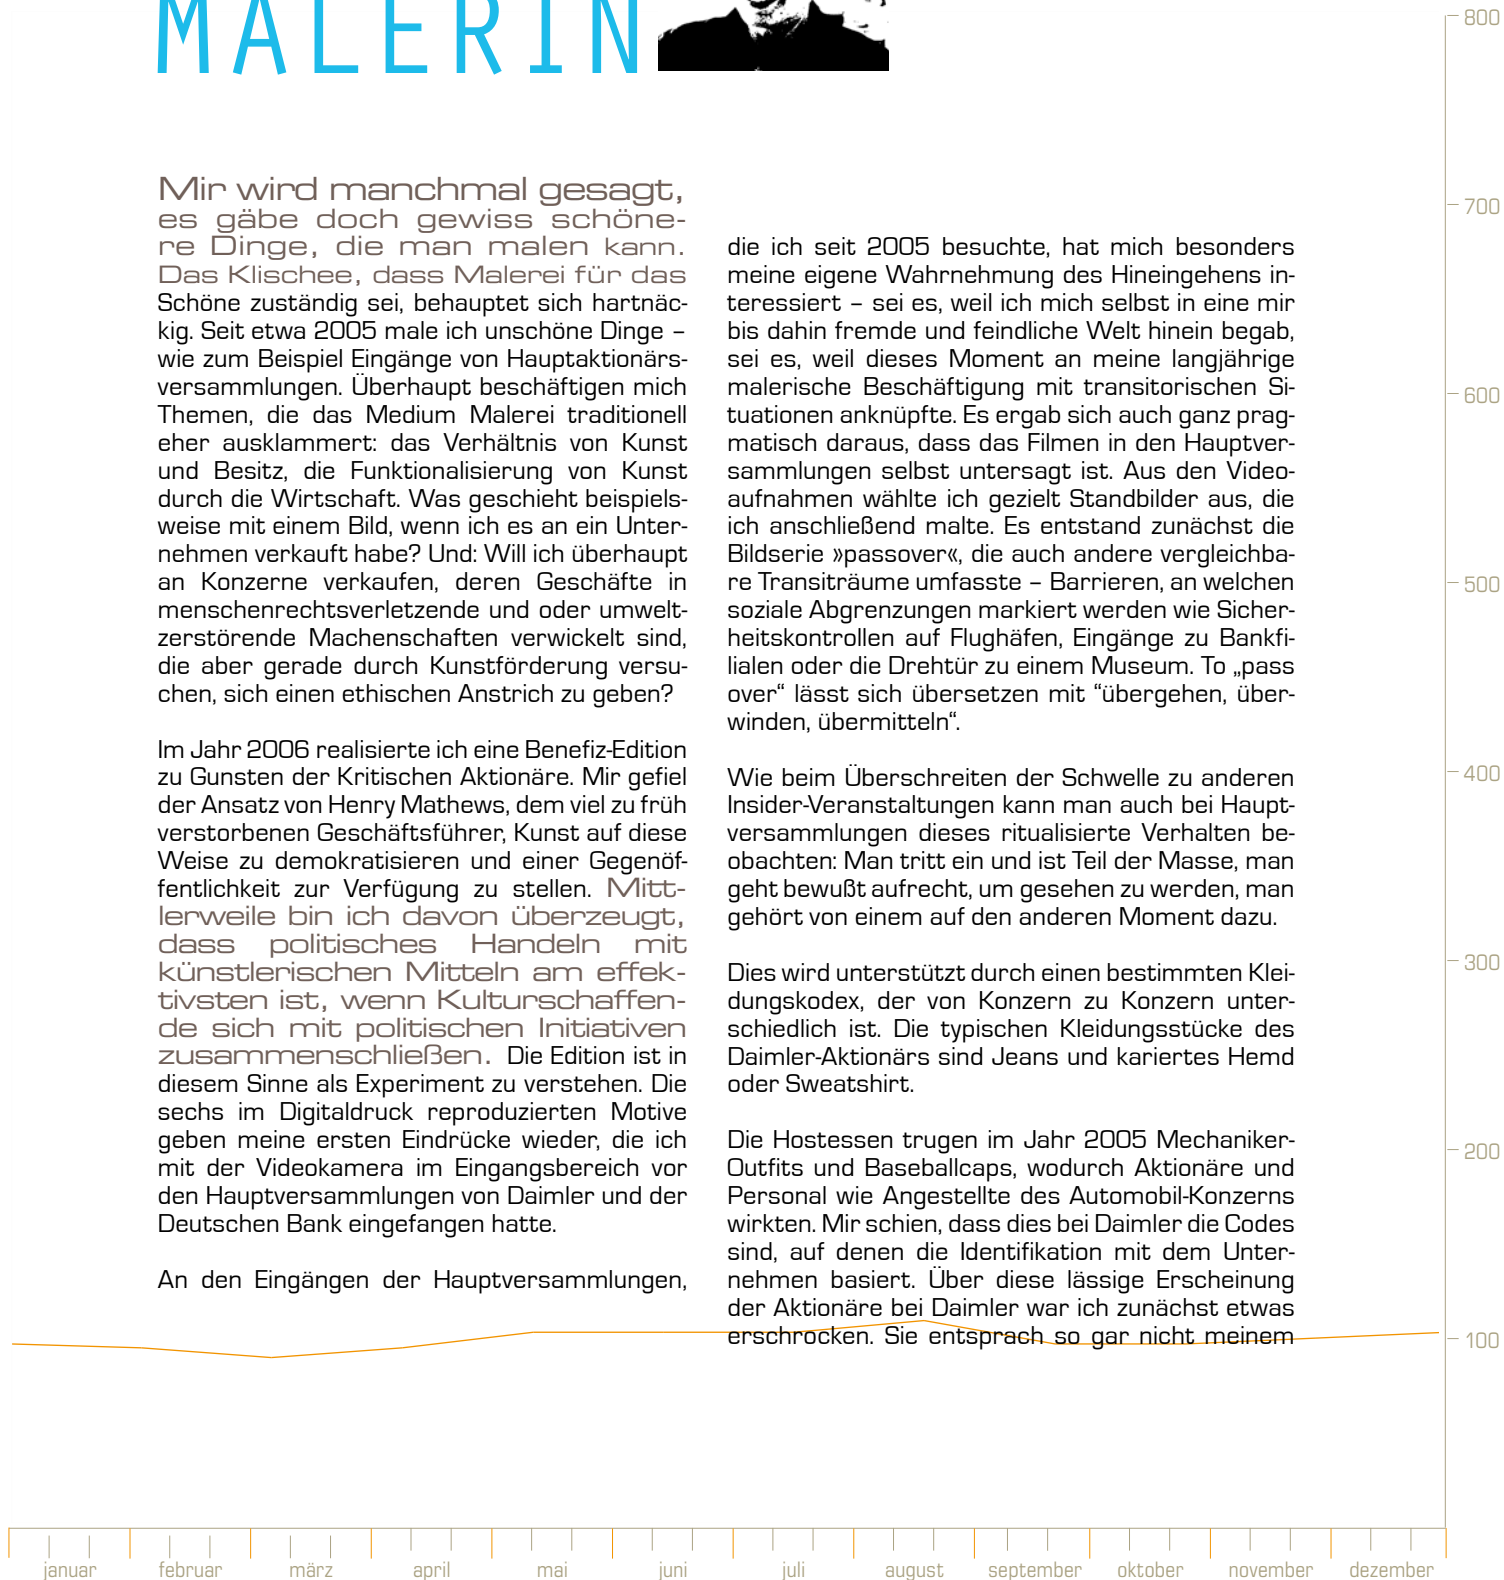 MALERIN
Mir wird manchmal gesagt,
es gäbe doch gewiss schöne-
re Dinge, die man malen kann.
Das Klischee, dass Malerei für das
Schöne zuständig sei, behauptet sich hartnäc-
kig. Seit etwa 2005 male ich unschöne Dinge –
wie zum Beispiel Eingänge von Hauptaktionärs-
versammlungen. Überhaupt beschäftigen mich
Themen, die das Medium Malerei traditionell
eher ausklammert: das Verhältnis von Kunst
und Besitz, die Funktionalisierung von Kunst
durch die Wirtschaft. Was geschieht beispiels-
weise mit einem Bild, wenn ich es an ein Unter-
nehmen verkauft habe? Und: Will ich überhaupt
an Konzerne verkaufen, deren Geschäfte in
menschenrechtsverletzende und oder umwelt-
zerstörende Machenschaften verwickelt sind,
die aber gerade durch Kunstförderung versu-
chen, sich einen ethischen Anstrich zu geben?
Im Jahr 2006 realisierte ich eine Benefiz-Edition
zu Gunsten der Kritischen Aktionäre. Mir gefiel
der Ansatz von Henry Mathews, dem viel zu früh
verstorbenen Geschäftsführer, Kunst auf diese
Weise zu demokratisieren und einer Gegenöf-
fentlichkeit zur Verfügung zu stellen. Mitt-
lerweile bin ich davon überzeugt,
dass politisches Handeln mit
künstlerischen Mitteln am effek-
tivsten ist, wenn Kulturschaffen-
de sich mit politischen Initiativen
zusammenschließen. Die Edition ist in
diesem Sinne als Experiment zu verstehen. Die
sechs im Digitaldruck reproduzierten Motive
geben meine ersten Eindrücke wieder, die ich
mit der Videokamera im Eingangsbereich vor
den Hauptversammlungen von Daimler und der
Deutschen Bank eingefangen hatte.
An den Eingängen der Hauptversammlungen,
die ich seit 2005 besuchte, hat mich besonders
meine eigene Wahrnehmung des Hineingehens in-
teressiert – sei es, weil ich mich selbst in eine mir
bis dahin fremde und feindliche Welt hinein begab,
sei es, weil dieses Moment an meine langjährige
malerische Beschäftigung mit transitorischen Si-
tuationen anknüpfte. Es ergab sich auch ganz prag-
matisch daraus, dass das Filmen in den Hauptver-
sammlungen selbst untersagt ist. Aus den Video-
aufnahmen wählte ich gezielt Standbilder aus, die
ich anschließend malte. Es entstand zunächst die
Bildserie »passover«, die auch andere vergleichba-
re Transiträume umfasste – Barrieren, an welchen
soziale Abgrenzungen markiert werden wie Sicher-
heitskontrollen auf Flughäfen, Eingänge zu Bankfi-
lialen oder die Drehtür zu einem Museum. To „pass
over“ lässt sich übersetzen mit “übergehen, über-
winden, übermitteln“.
Wie beim Überschreiten der Schwelle zu anderen
Insider-Veranstaltungen kann man auch bei Haupt-
versammlungen dieses ritualisierte Verhalten be-
obachten: Man tritt ein und ist Teil der Masse, man
geht bewußt aufrecht, um gesehen zu werden, man
gehört von einem auf den anderen Moment dazu.
Dies wird unterstützt durch einen bestimmten Klei-
dungskodex, der von Konzern zu Konzern unter-
schiedlich ist. Die typischen Kleidungsstücke des
Daimler-Aktionärs sind Jeans und kariertes Hemd
oder Sweatshirt.
Die Hostessen trugen im Jahr 2005 Mechaniker-
Outfits und Baseballcaps, wodurch Aktionäre und
Personal wie Angestellte des Automobil-Konzerns
wirkten. Mir schien, dass dies bei Daimler die Codes
sind, auf denen die Identifikation mit dem Unter-
nehmen basiert. Über diese lässige Erscheinung
der Aktionäre bei Daimler war ich zunächst etwas
erschrocken. Sie entsprach so gar nicht meinem
800
700
600
500
400
300
200
100
januar februar märz april mai juni juli august september oktober november dezember